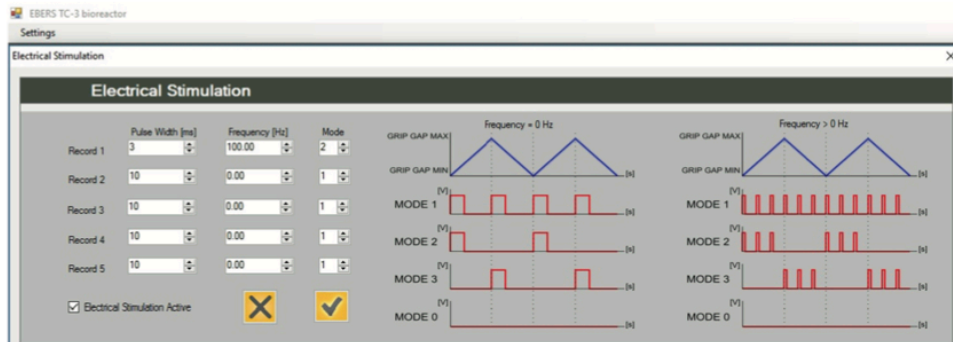 EBERS TC-3 bioreactor
Settings
Electrical Stimulation
Electrical Stimulation
Pulse Width [ms] Frequency [Hz] Mode
Record 1 3 100.00 2
Record 2 10 0.00 1
Record 3 10 0.00 1
Record 4 10 0.00 1
Record 5 10 0.00 1
Electrical Stimulation Active
Frequency = 0 Hz
GRIP GAP MAX
GRIP GAP MIN
[s]
[V]
MODE 1
[s]
[V]
MODE 2
[s]
[V]
MODE 3
[s]
[V]
MODE 0
[s]
Frequency > 0 Hz
GRIP GAP MAX
GRIP GAP MIN
[s]
[V]
MODE 1
[s]
[V]
MODE 2
[s]
[V]
MODE 3
[s]
[V]
MODE 0
[s]